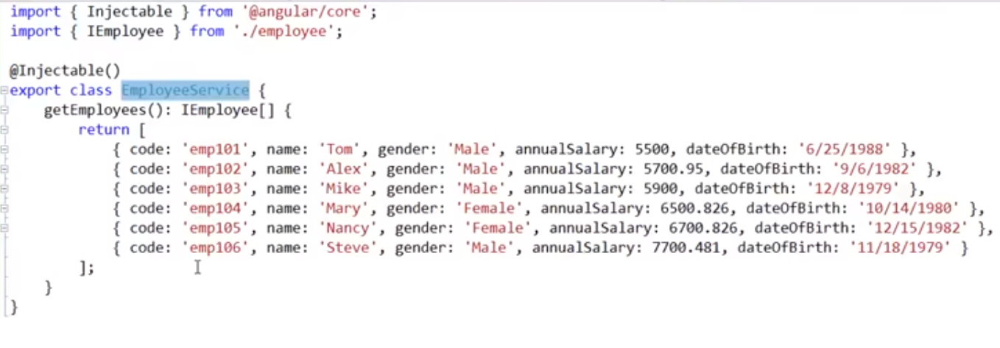 import { Injectable } from '@angular/core';
import { IEmployee } from './employee';
@Injectable()
export class EmployeeService {
    getEmployees(): IEmployee[] {
        return [
            { code: 'emp101', name: 'Tom', gender: 'Male', annualSalary: 5500, dateOfBirth: '6/25/1988' },
            { code: 'emp102', name: 'Alex', gender: 'Male', annualSalary: 5700.95, dateOfBirth: '9/6/1982' },
            { code: 'emp103', name: 'Mike', gender: 'Male', annualSalary: 5900, dateOfBirth: '12/8/1979' },
            { code: 'emp104', name: 'Mary', gender: 'Female', annualSalary: 6500.826, dateOfBirth: '10/14/1980' },
            { code: 'emp105', name: 'Nancy', gender: 'Female', annualSalary: 6700.826, dateOfBirth: '12/15/1982' },
            { code: 'emp106', name: 'Steve', gender: 'Male', annualSalary: 7700.481, dateOfBirth: '11/18/1979' }
        ];
    }
}